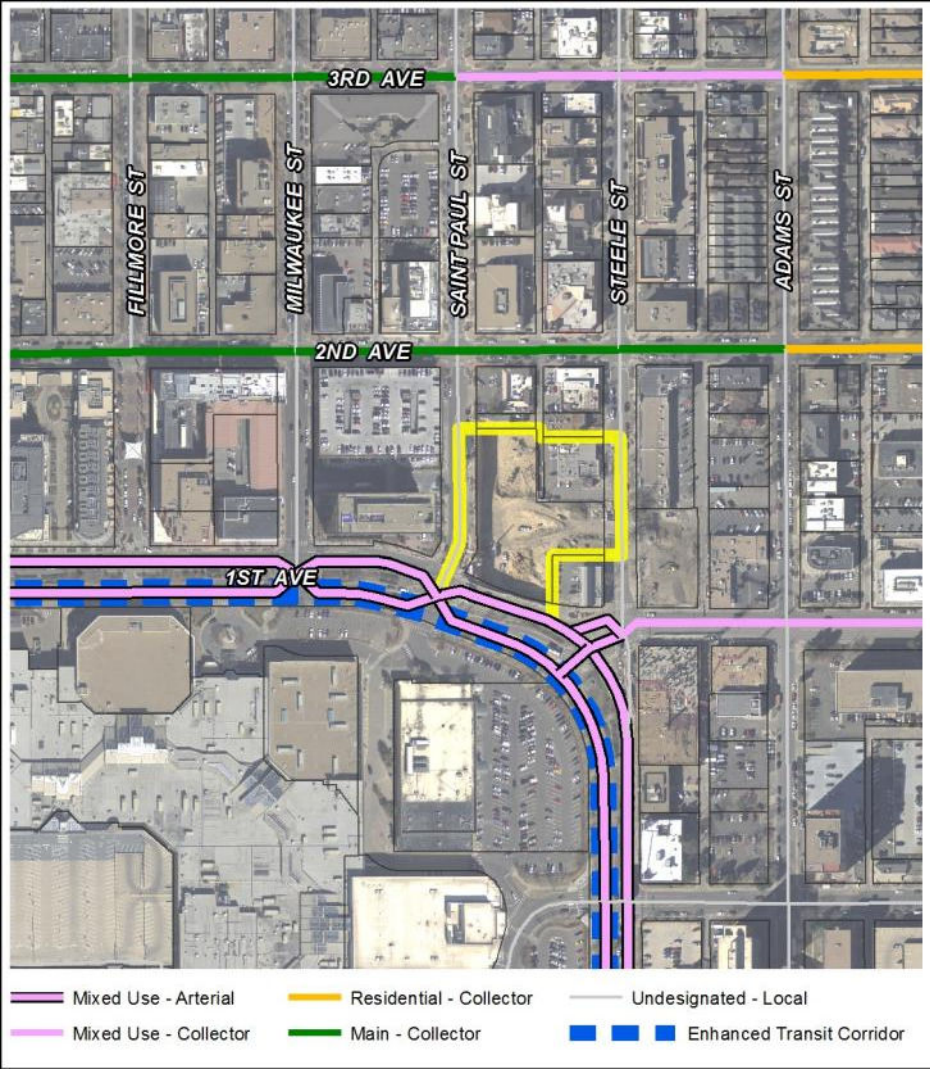 3RD AVE
FILLMORE ST
MILWAUKEE ST
SAINT PAUL ST
STEELE ST
ADAMS ST
2ND AVE
1ST AVE
Mixed Use - Arterial
Residential - Collector
Undesignated - Local
Mixed Use - Collector
Main - Collector
Enhanced Transit Corridor